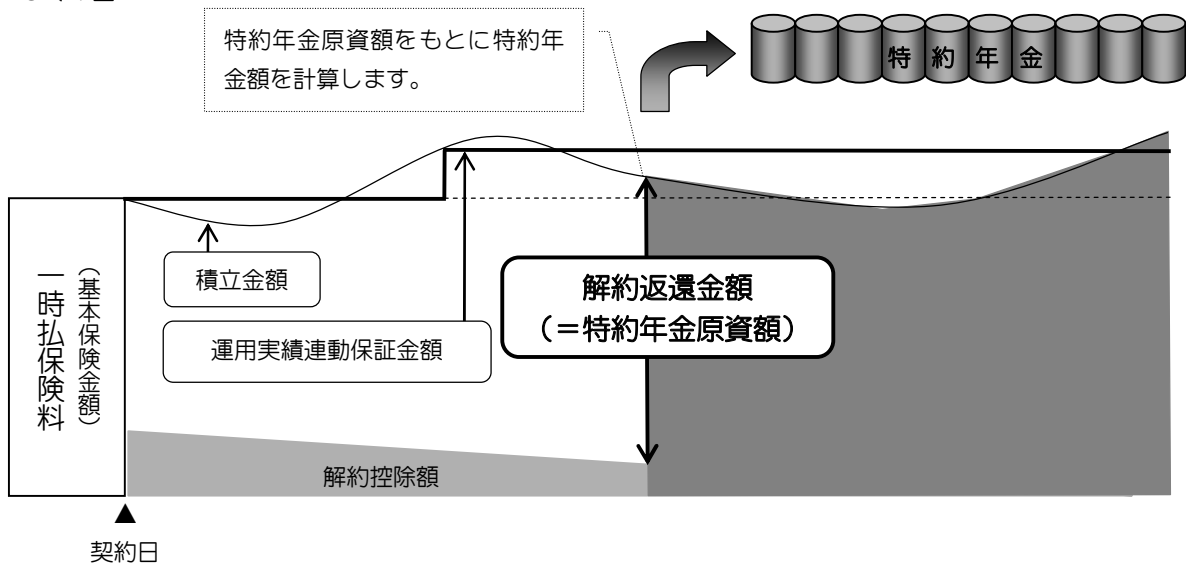 特約年金原資額をもとに特約年
金額を計算します。
特約年金
積立金額
運用実績連動保証金額
解約返還金額
（＝特約年金原資額）
一時払保険料
（基本保険金額）
解約控除額
▲
契約日